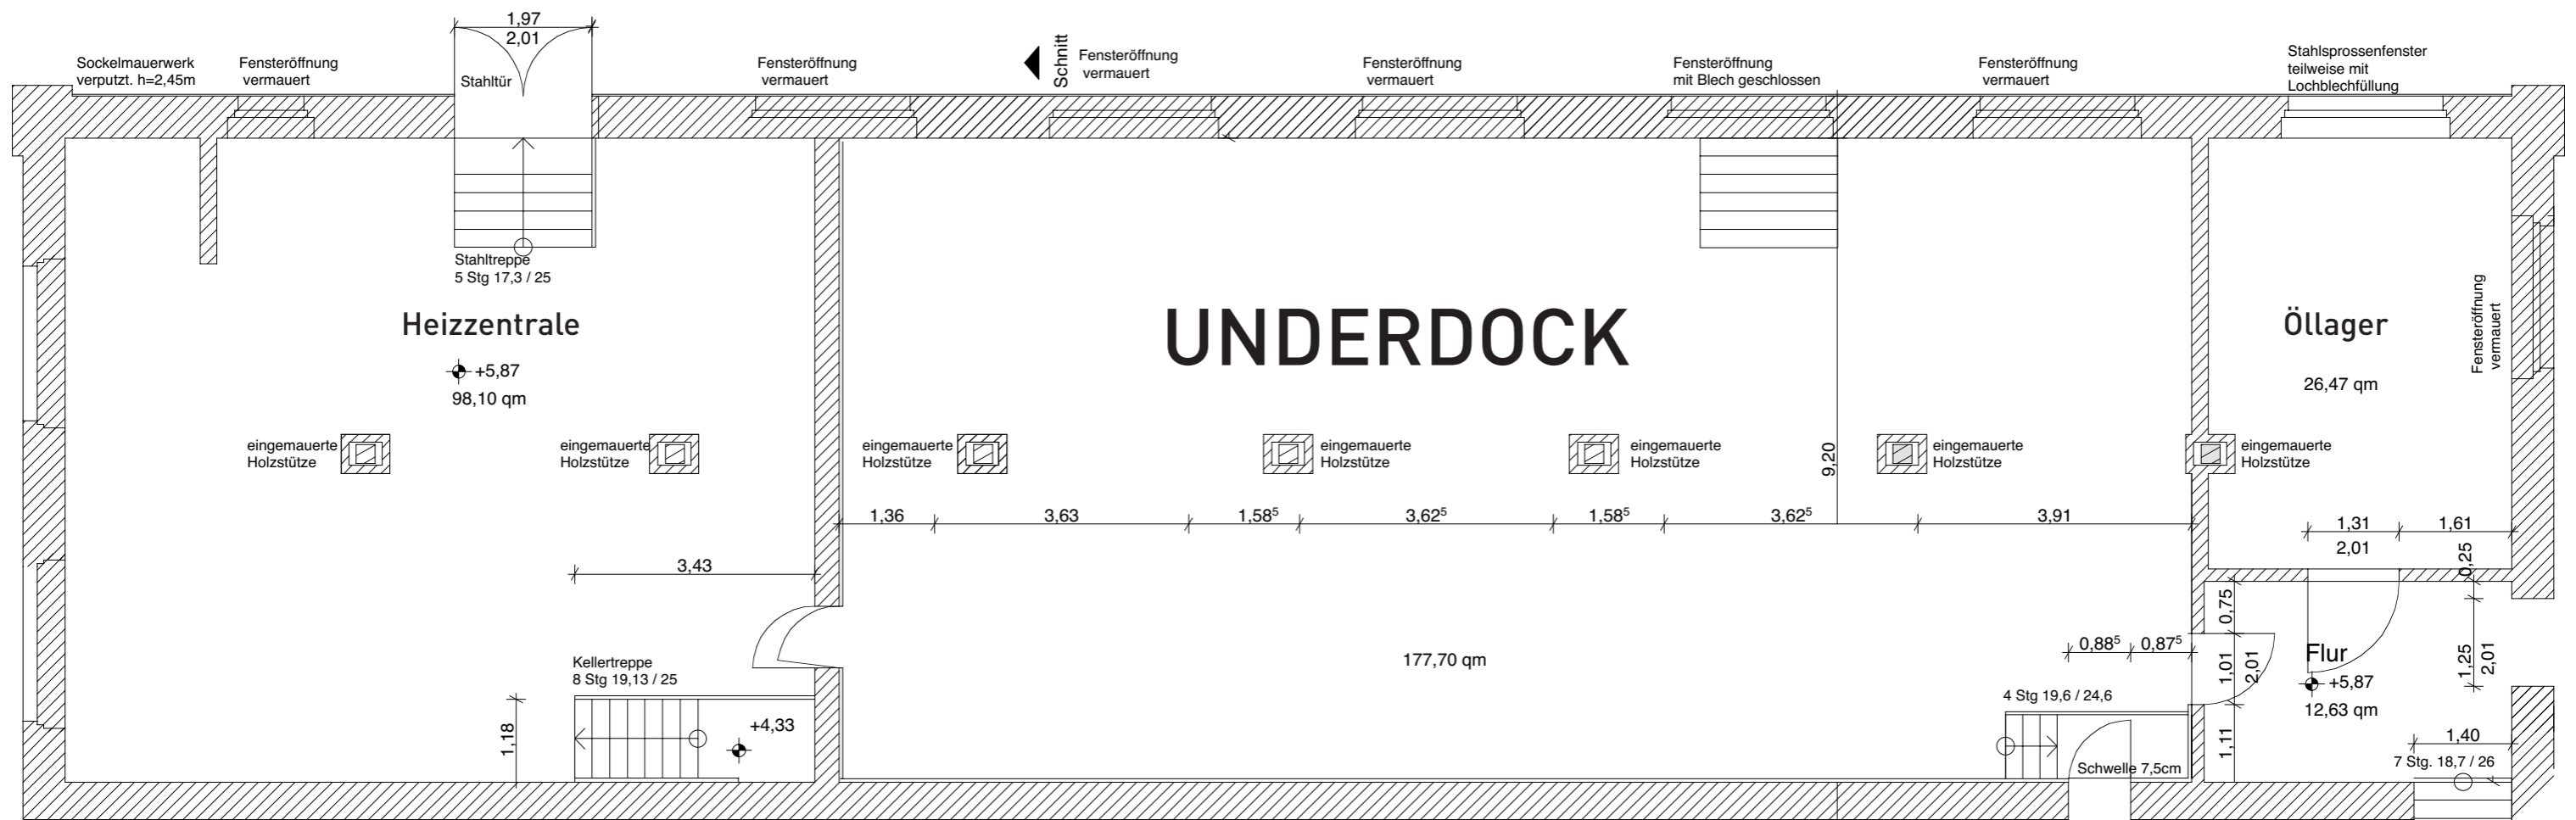 1,97
2,01
Sockelmauerwerk
verputzt. h=2,45m
Fensteröffnung
vermauert
Stahltür
Fensteröffnung
vermauert
Schnitt
Fensteröffnung
vermauert
Fensteröffnung
vermauert
Fensteröffnung
mit Blech geschlossen
Fensteröffnung
vermauert
Stahlsprossenfenster
teilweise mit
Lochblechfüllung
Stahltreppe
5 Stg 17,3 / 25
Heizzentrale
+5,87
98,10 qm
UNDERDOCK
Öllager
26,47 qm
Fensteröffnung
vermauert
eingemauerte
Holzstütze
eingemauerte
Holzstütze
eingemauerte
Holzstütze
eingemauerte
Holzstütze
eingemauerte
Holzstütze
9,20
eingemauerte
Holzstütze
eingemauerte
Holzstütze
1,36
3,63
1,58⁵
3,62⁵
1,58⁵
3,62⁵
3,91
1,31
2,01
1,61
0,25
3,43
0,75
0,88⁵
0,87⁵
1,01
2,01
1,25
2,01
177,70 qm
Flur
+5,87
12,63 qm
Kellertreppe
8 Stg 19,13 / 25
1,18
+4,33
4 Stg 19,6 / 24,6
1,11
Schwelle 7,5cm
1,40
7 Stg. 18,7 / 26